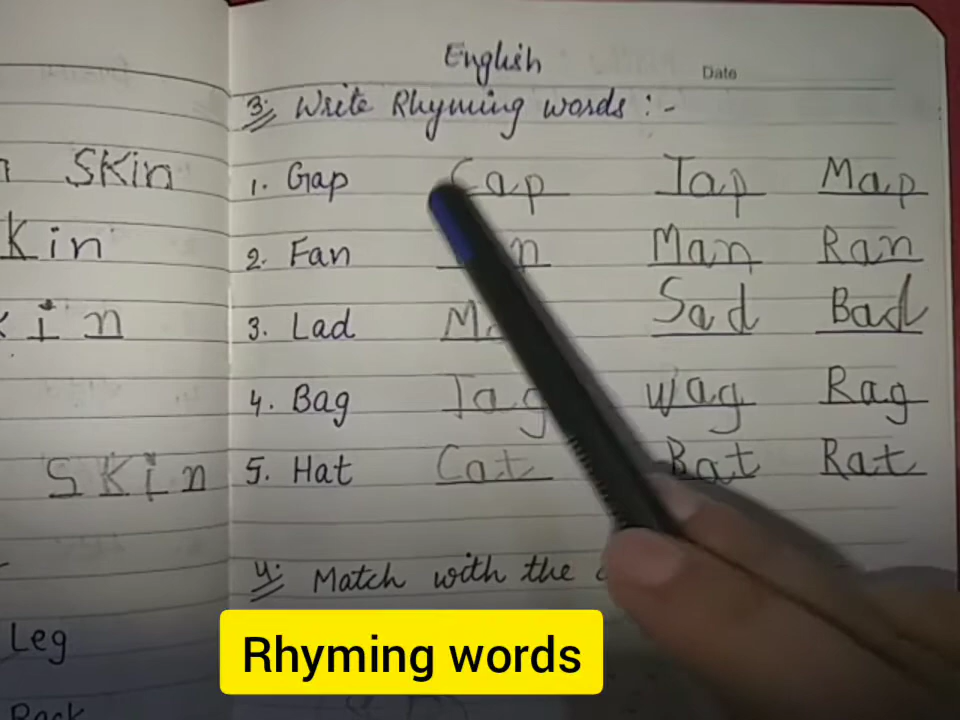 English
Date
3. Write Rhyming words :-
1. Gap Cap Tap Map
2. Fan Man Ran
3. Lad Sad Bad
4. Bag Tag Wag Rag
5. Hat Cat Bat Rat
4. Match with the
Skin
Kin
in
Skin
Leg
Rhyming words